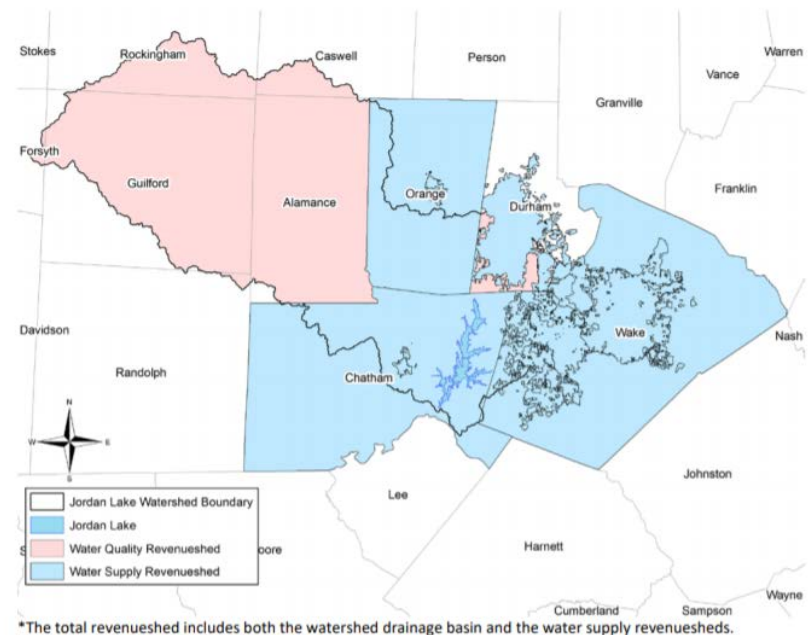 Stokes
Rockingham
Caswell
Person
Warren
Vance
Granville
Forsyth
Guilford
Alamance
Orange
Durham
Franklin
Davidson
Randolph
Chatham
Wake
Nash
N
W E
S
Lee
Johnston
Jordan Lake Watershed Boundary
Jordan Lake
Water Quality Revenueshed
oore
Water Supply Revenueshed
Harnett
Wayne
Cumberland
Sampson
*The total revenueshed includes both the watershed drainage basin and the water supply revenuesheds.